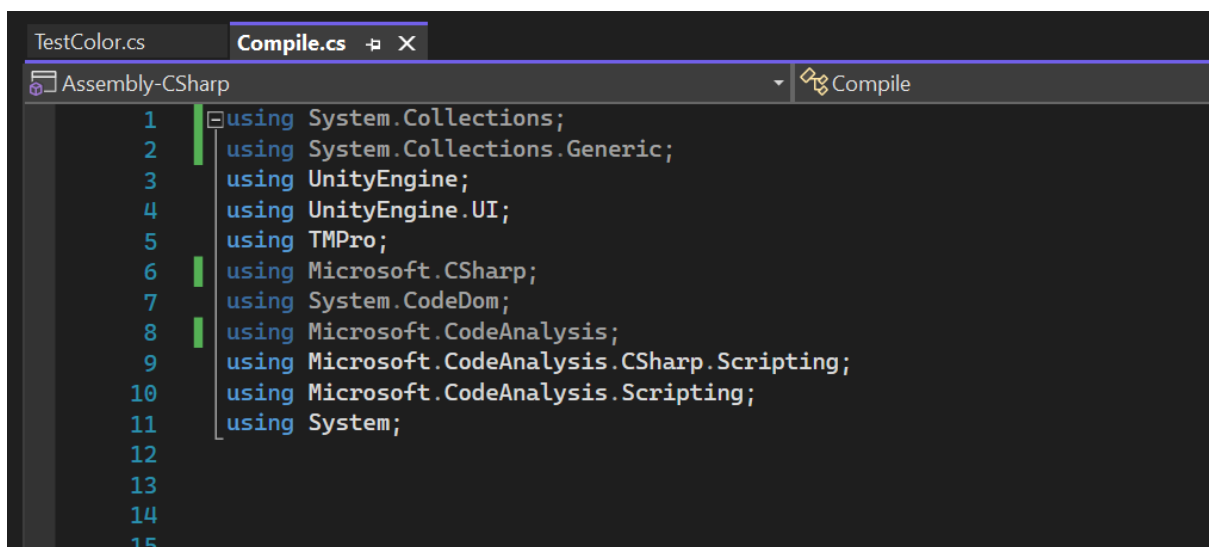 TestColor.cs
Compile.cs
Assembly-CSharp
Compile
1 using System.Collections;
2 using System.Collections.Generic;
3 using UnityEngine;
4 using UnityEngine.UI;
5 using TMPro;
6 using Microsoft.CSharp;
7 using System.CodeDom;
8 using Microsoft.CodeAnalysis;
9 using Microsoft.CodeAnalysis.CSharp.Scripting;
10 using Microsoft.CodeAnalysis.Scripting;
11 using System;
12
13
14
15